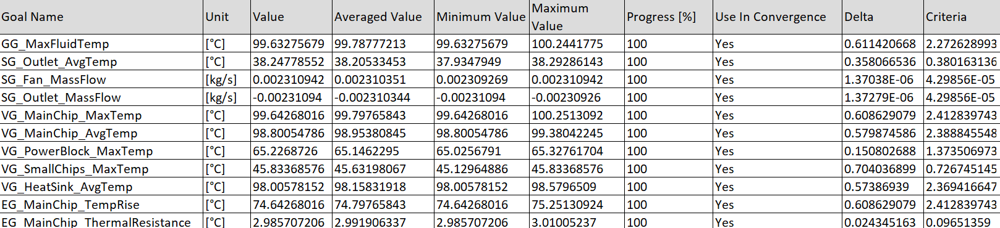 Goal Name Unit Value Averaged Value Minimum Value Maximum Value Progress [%] Use In Convergence Delta Criteria
GG_MaxFluidTemp [°C] 99.63275679 99.78777213 99.63275679 100.2441775 100 Yes 0.611420668 2.272628993
SG_Outlet_AvgTemp [°C] 38.24778552 38.20533453 37.9347949 38.29286143 100 Yes 0.358066536 0.380163136
SG_Fan_MassFlow [kg/s] 0.002310942 0.002310351 0.002309269 0.002310942 100 Yes 1.37038E-06 4.29856E-05
SG_Outlet_MassFlow [kg/s] -0.00231094 -0.002310344 -0.00231094 -0.00230926 100 Yes 1.37279E-06 4.29856E-05
VG_MainChip_MaxTemp [°C] 99.64268016 99.79765843 99.64268016 100.2513092 100 Yes 0.608629079 2.412839743
VG_MainChip_AvgTemp [°C] 98.80054786 98.95380845 98.80054786 99.38042245 100 Yes 0.579874586 2.388845548
VG_PowerBlock_MaxTemp [°C] 65.2268726 65.1462295 65.0256791 65.32761704 100 Yes 0.150802688 1.373506973
VG_SmallChips_MaxTemp [°C] 45.83368576 45.63198067 45.12964886 45.83368576 100 Yes 0.704036899 0.726745145
VG_HeatSink_AvgTemp [°C] 98.00578152 98.15831918 98.00578152 98.5796509 100 Yes 0.57386939 2.369416647
EG_MainChip_TempRise [°C] 74.64268016 74.79765843 74.64268016 75.25130924 100 Yes 0.608629079 2.412839743
EG_MainChip_ThermalResistance [°C] 2.985707206 2.991906337 2.985707206 3.01005237 100 Yes 0.024345163 0.09651359